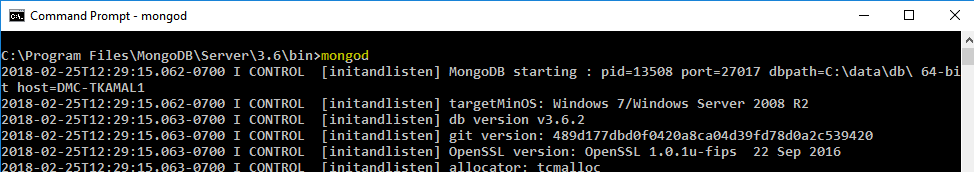 Command Prompt - mongod
C:\Program Files\MongoDB\Server\3.6\bin>mongod
2018-02-25T12:29:15.062-0700 I CONTROL  [initandlisten] MongoDB starting : pid=13508 port=27017 dbpath=C:\data\db\ 64-bi
t host=DMC-TKAMAL1
2018-02-25T12:29:15.063-0700 I CONTROL  [initandlisten] targetMinOS: Windows 7/Windows Server 2008 R2
2018-02-25T12:29:15.063-0700 I CONTROL  [initandlisten] db version v3.6.2
2018-02-25T12:29:15.063-0700 I CONTROL  [initandlisten] git version: 489d177dbd0f0420a8ca04d39fd78d0a2c539420
2018-02-25T12:29:15.063-0700 I CONTROL  [initandlisten] OpenSSL version: OpenSSL 1.0.1u-fips  22 Sep 2016
2018-02-25T12:29:15.063-0700 I CONTROL  [initandlisten] allocator: tcmalloc